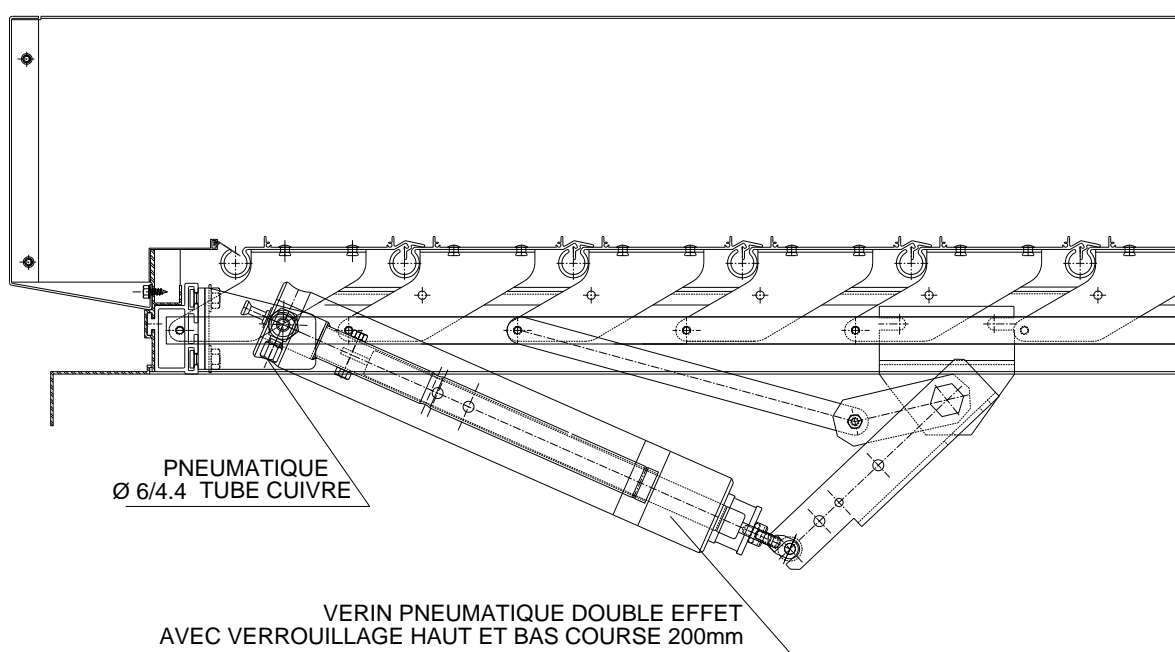 PNEUMATIQUE
Ø 6/4.4 TUBE CUIVRE
VERIN PNEUMATIQUE DOUBLE EFFET
AVEC VERROUILLAGE HAUT ET BAS COURSE 200mm